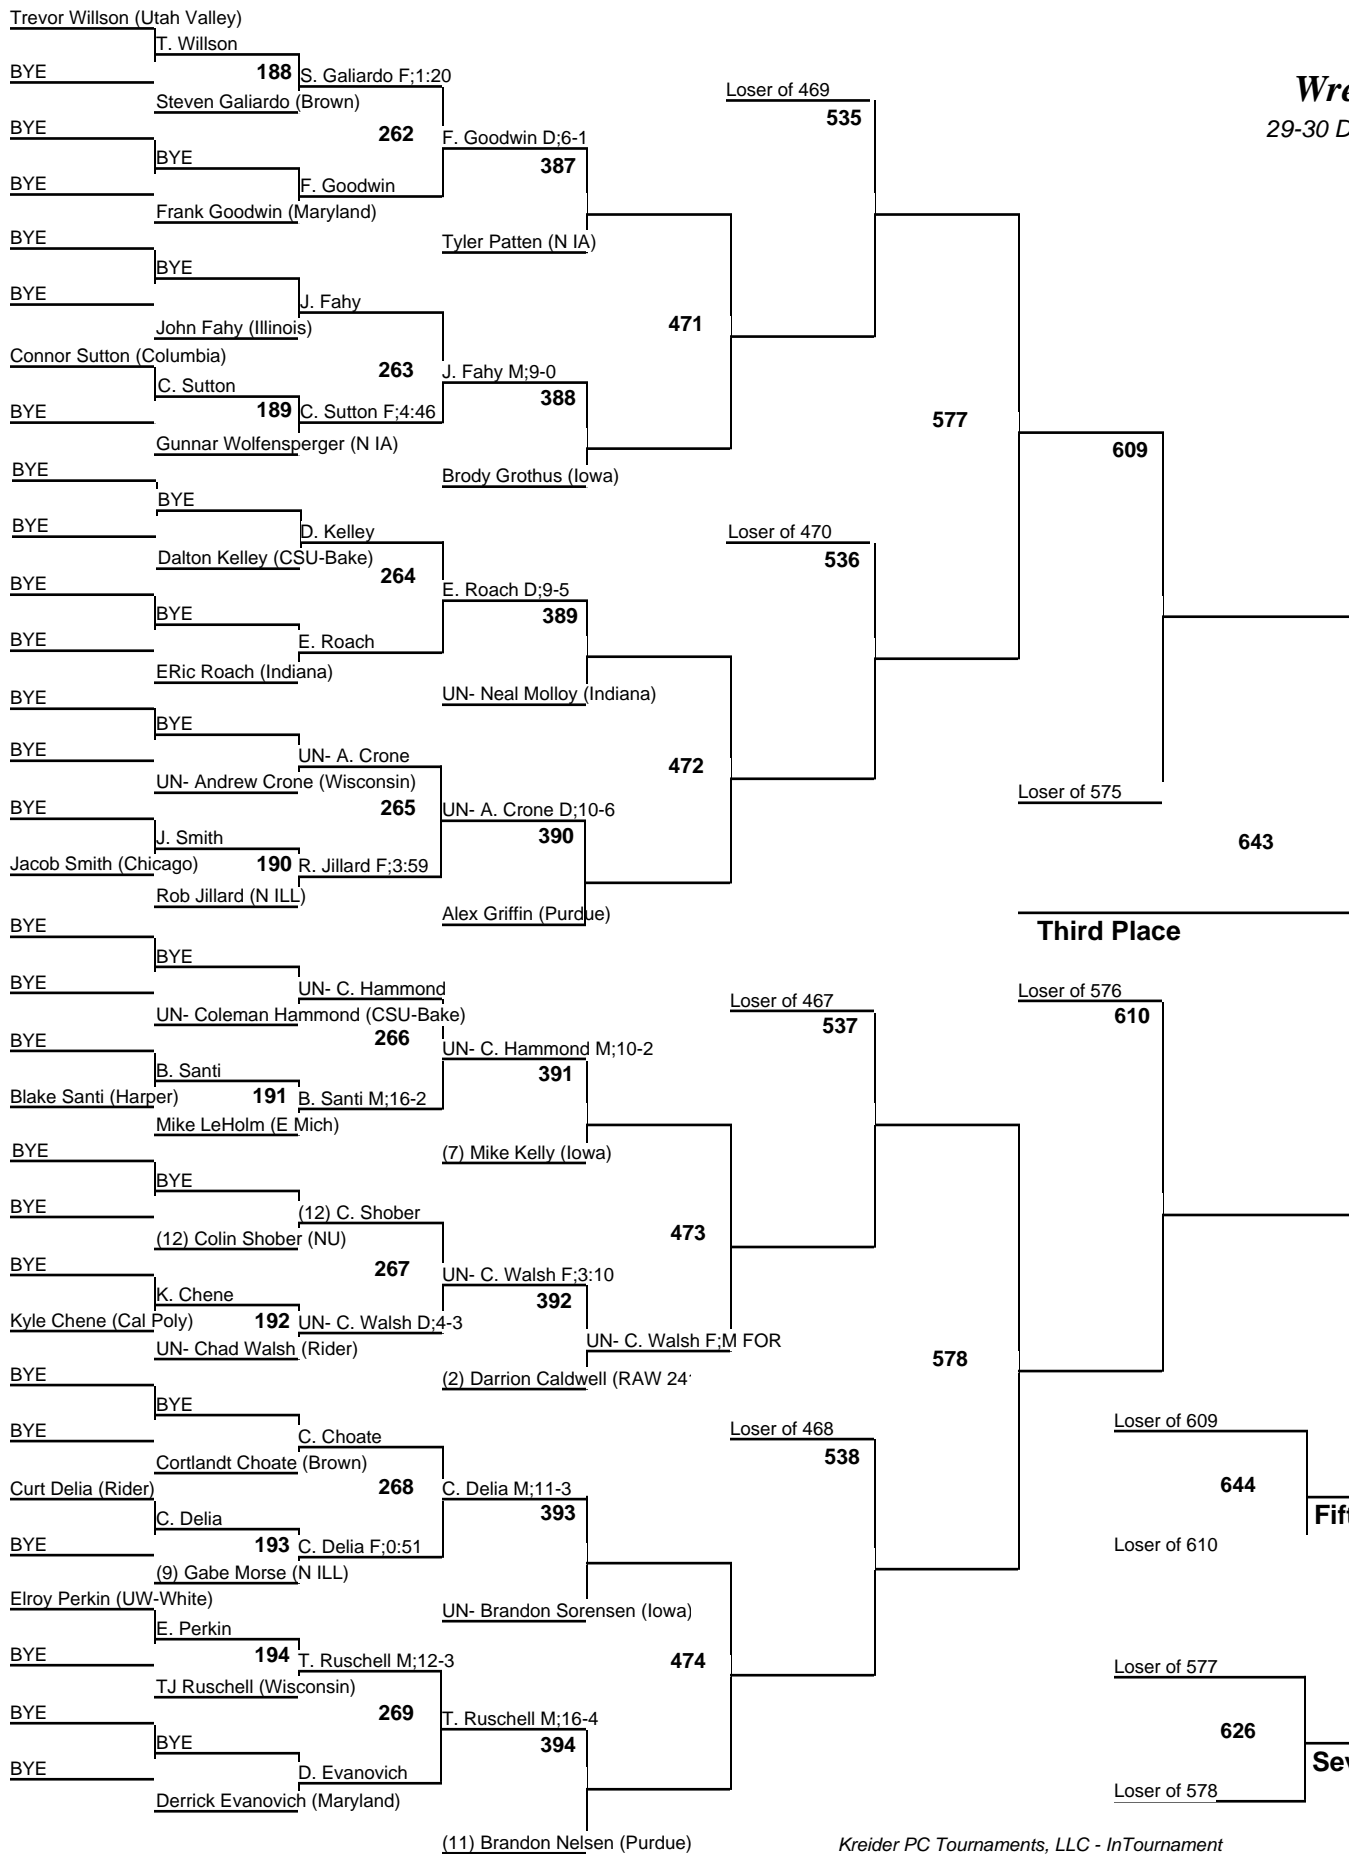 Trevor Willson (Utah Valley)
T. Willson
BYE
188
S. Galiardo F;1:20
Steven Galiardo (Brown)
BYE
262
F. Goodwin D;6-1
BYE
387
BYE
F. Goodwin
Frank Goodwin (Maryland)
BYE
Tyler Patten (N IA)
BYE
BYE
J. Fahy
John Fahy (Illinois)
471
Connor Sutton (Columbia)
263
J. Fahy M;9-0
C. Sutton
388
BYE
189
C. Sutton F;4:46
Gunnar Wolfensperger (N IA)
BYE
Brody Grothus (Iowa)
BYE
BYE
D. Kelley
Dalton Kelley (CSU-Bake)
264
BYE
E. Roach D;9-5
BYE
389
BYE
E. Roach
ERic Roach (Indiana)
BYE
UN- Neal Molloy (Indiana)
BYE
BYE
UN- A. Crone
472
UN- Andrew Crone (Wisconsin)
BYE
265
UN- A. Crone D;10-6
J. Smith
390
Jacob Smith (Chicago)
190
R. Jillard F;3:59
Rob Jillard (N ILL)
Alex Griffin (Purdue)
BYE
BYE
BYE
UN- C. Hammond
UN- Coleman Hammond (CSU-Bake)
BYE
266
UN- C. Hammond M;10-2
B. Santi
391
Blake Santi (Harper)
191
B. Santi M;16-2
Mike LeHolm (E Mich)
BYE
(7) Mike Kelly (Iowa)
BYE
BYE
(12) C. Shober
473
(12) Colin Shober (NU)
BYE
267
UN- C. Walsh F;3:10
K. Chene
392
Kyle Chene (Cal Poly)
192
UN- C. Walsh D;4-3
UN- C. Walsh F;M FOR
UN- Chad Walsh (Rider)
BYE
(2) Darrion Caldwell (RAW 24
BYE
BYE
C. Choate
Cortlandt Choate (Brown)
Curt Delia (Rider)
268
C. Delia M;11-3
C. Delia
393
BYE
193
C. Delia F;0:51
(9) Gabe Morse (N ILL)
Elroy Perkin (UW-White)
UN- Brandon Sorensen (Iowa)
E. Perkin
BYE
194
T. Ruschell M;12-3
474
TJ Ruschell (Wisconsin)
BYE
269
T. Ruschell M;16-4
BYE
394
BYE
D. Evanovich
Derrick Evanovich (Maryland)
(11) Brandon Nelsen (Purdue)
Loser of 469
535
577
609
Loser of 470
536
Loser of 575
643
Third Place
Loser of 467
537
Loser of 576
610
578
Loser of 468
538
Loser of 609
644
Fif
Loser of 610
Loser of 577
626
Sev
Loser of 578
Wre
29-30 D
Kreider PC Tournaments, LLC - InTournament